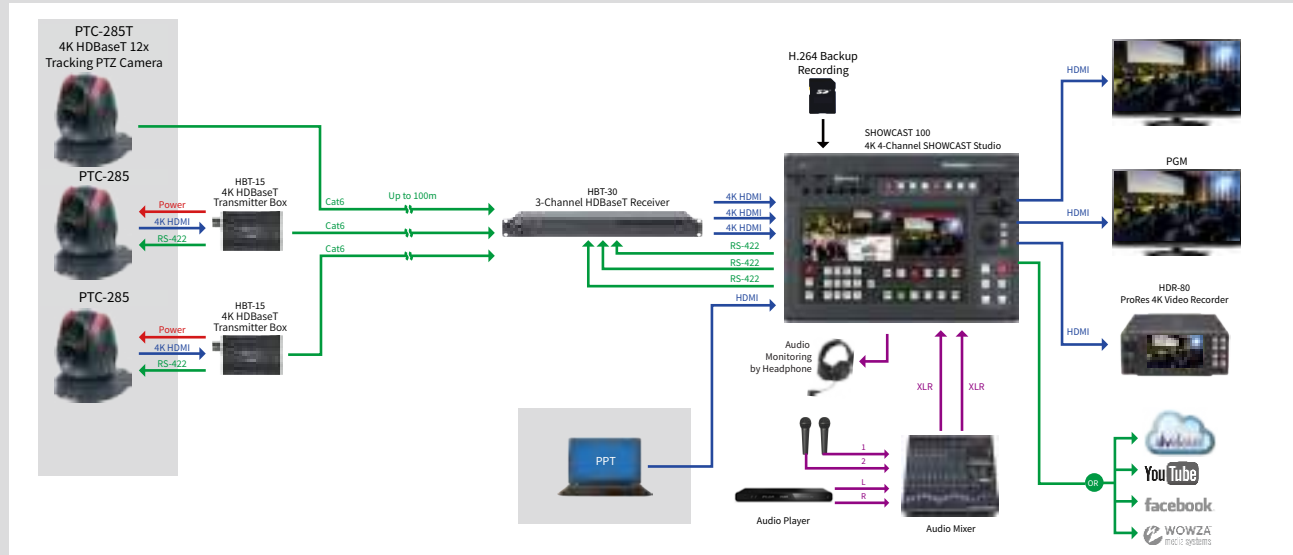 PTC-285T
4K HDBaseT 12x
Tracking PTZ Camera
PTC-285
Power
4K HDMI
RS-422
HBT-15
4K HDBaseT
Transmitter Box
PTC-285
Power
4K HDMI
RS-422
HBT-15
4K HDBaseT
Transmitter Box
Cat6
Up to 100m
Cat6
Cat6
HBT-30
3-Channel HDBaseT Receiver
4K HDMI
4K HDMI
4K HDMI
RS-422
RS-422
RS-422
HDMI
H.264 Backup
Recording
SHOWCAST 100
4K 4-Channel SHOWCAST Studio
HDMI
PGM
HDMI
HDR-80
ProRes 4K Video Recorder
HDMI
Audio
Monitoring
by Headphone
XLR
XLR
PPT
1
2
L
R
Audio Player
Audio Mixer
OR
YouTube
facebook
WOWZA
media systems